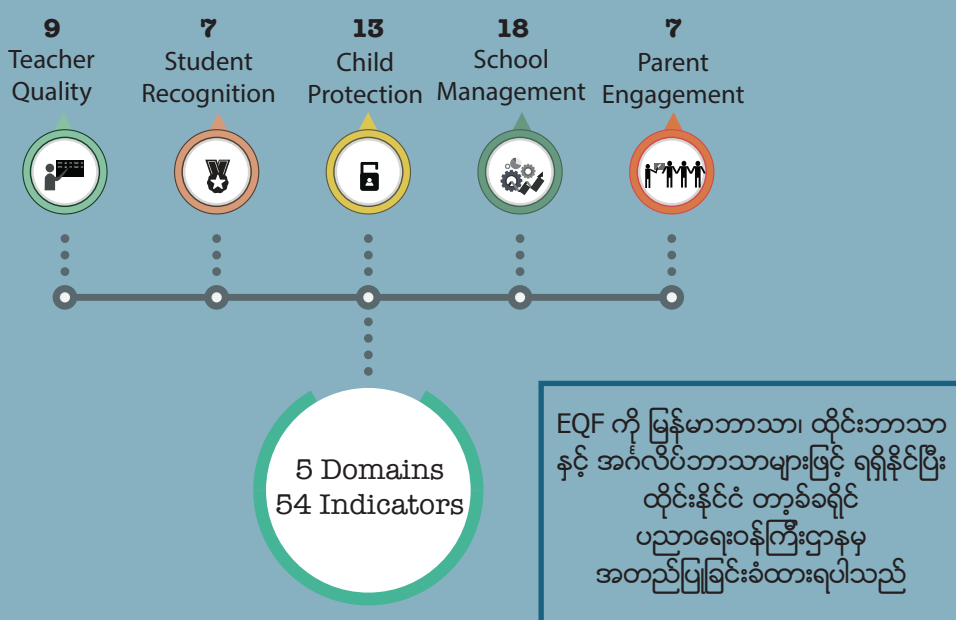 9
Teacher
Quality
7
Student
Recognition
13
Child
Protection
18
School
Management
7
Parent
Engagement
5 Domains
54 Indicators
EQF ကို မြန်မာဘာသာ၊ ထိုင်းဘာသာ
နှင့် အင်္ဂလိပ်ဘာသာများဖြင့် ရရှိနိုင်ပြီး
ထိုင်းနိုင်ငံ တာ့ခ်ခရိုင်
ပညာရေးဝန်ကြီးဌာနမှ
အတည်ပြုခြင်းခံထားရပါသည်